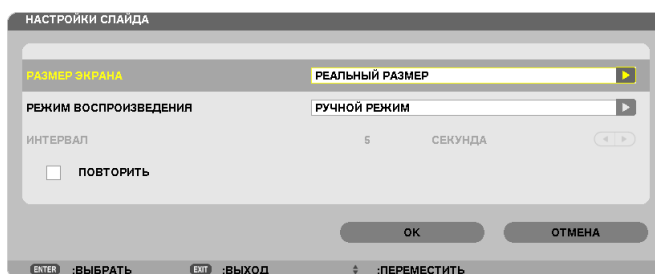 НАСТРОЙКИ СЛАЙДА
РАЗМЕР ЭКРАНА РЕАЛЬНЫЙ РАЗМЕР
РЕЖИМ ВОСПРОИЗВЕДЕНИЯ РУЧНОЙ РЕЖИМ
ИНТЕРВАЛ 5 СЕКУНДА
ПОВТОРИТЬ
ОК ОТМЕНА
ENTER :ВЫБРАТЬ EXIT :ВЫХОД :ПЕРЕМЕСТИТЬ